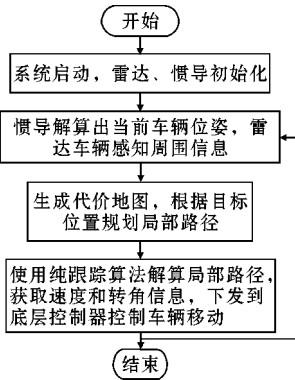 开始
系统启动，雷达、惯导初始化
惯导解算出当前车辆位姿，雷
达车辆感知周围信息
生成代价地图，根据目标
位置规划局部路径
使用纯跟踪算法解算局部路径，
获取速度和转角信息，下发到
底层控制器控制车辆移动
结束